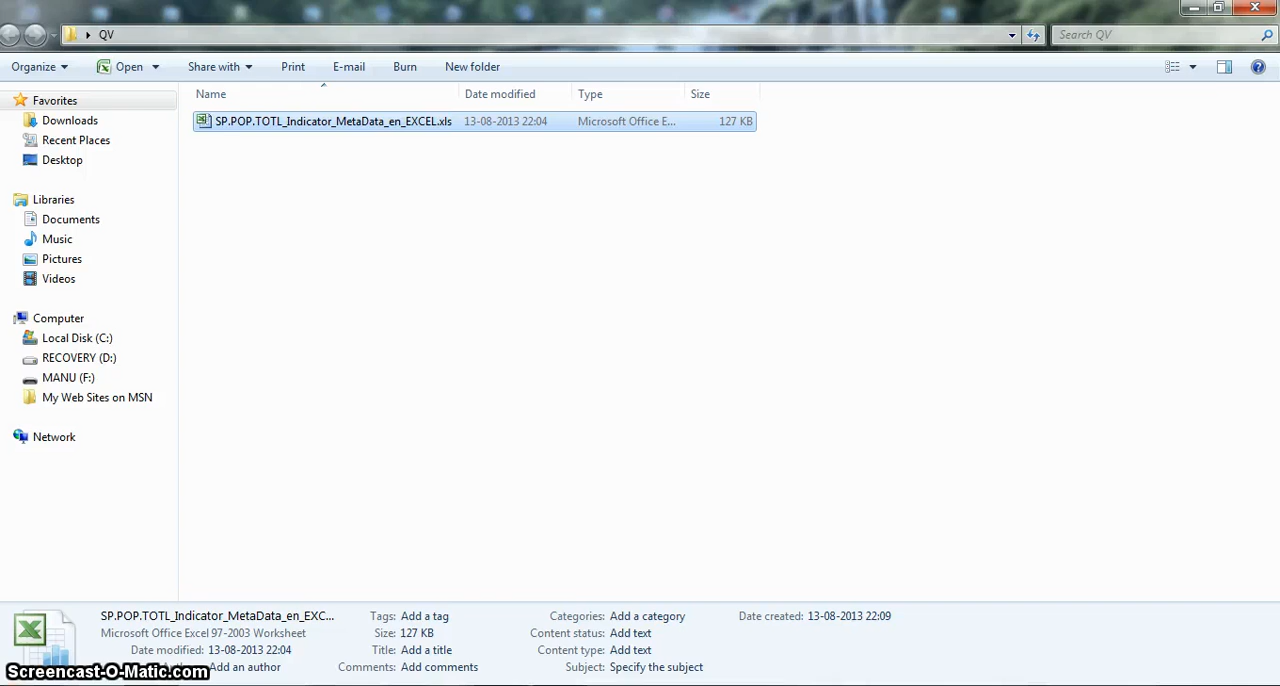 QV
Search QV
Organize
Open
Share with
Print
E-mail
Burn
New folder
Name
Date modified
Type
Size
SP.POP.TOTL_Indicator_MetaData_en_EXCEL.xls 13-08-2013 22:04 Microsoft Office E... 127 KB
Favorites
Downloads
Recent Places
Desktop
Libraries
Documents
Music
Pictures
Videos
Computer
Local Disk (C:)
RECOVERY (D:)
MANU (F:)
My Web Sites on MSN
Network
SP.POP.TOTL_Indicator_MetaData_en_EXC... Tags: Add a tag Categories: Add a category Date created: 13-08-2013 22:09
Microsoft Office Excel 97-2003 Worksheet Size: 127 KB Content status: Add text
Date modified: 13-08-2013 22:04 Title: Add a title Content type: Add text
Add an author Comments: Add comments Subject: Specify the subject
Screencast-O-Matic.com